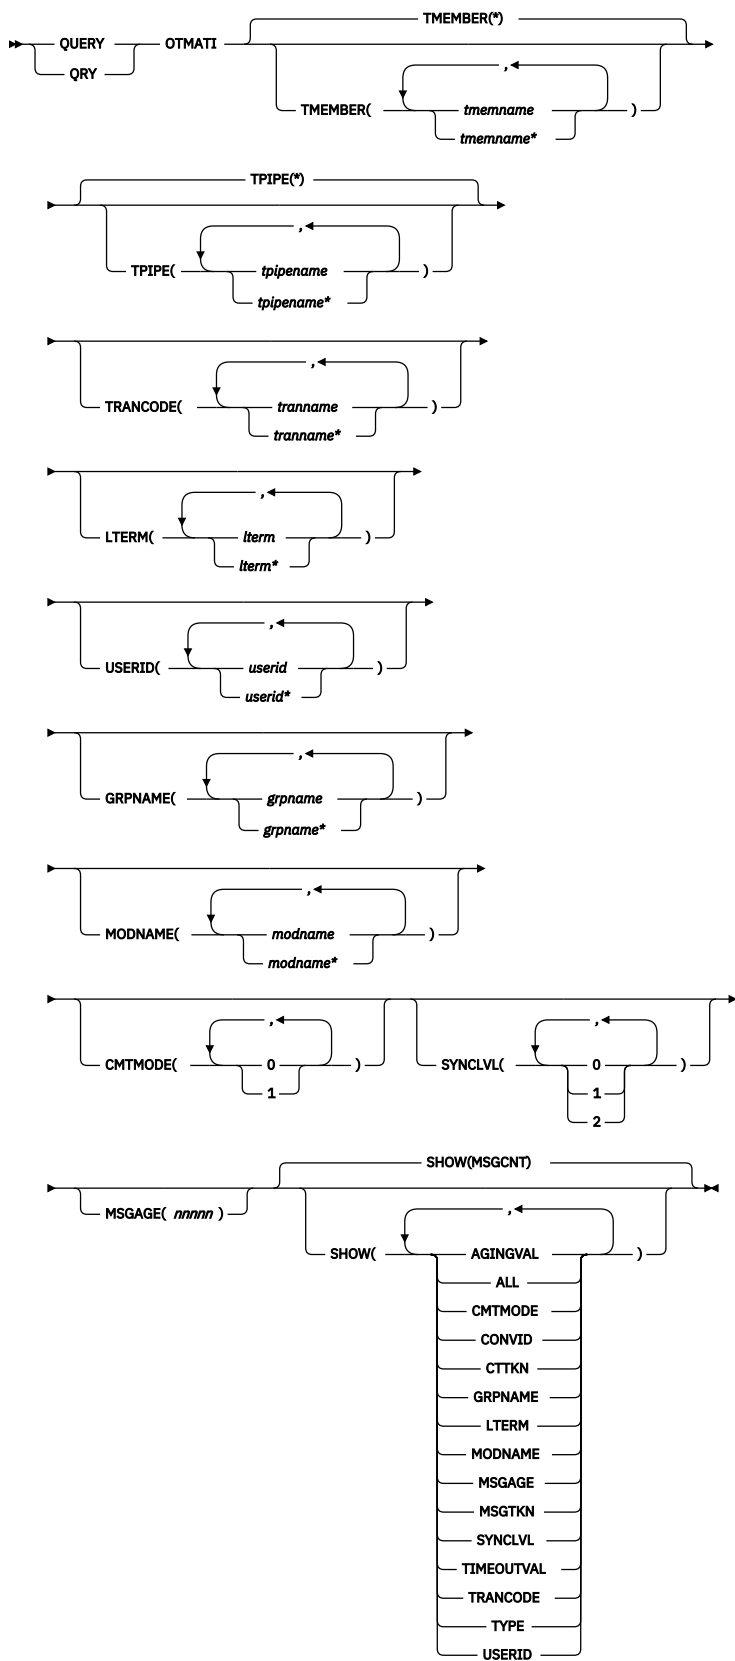 TMEMBER(*)
QUERY OTMATI
QRY
,
TMEMBER( tmemname )
tmemname*
TPIPE(*)
,
TPIPE( tpipename )
tpipename*
,
TRANCODE( tranname )
tranname*
,
LTERM( lterm )
lterm*
,
USERID( userid )
userid*
,
GRPNAME( grpname )
grpname*
,
MODNAME( modname )
modname*
, ,
CMTMODE( 0 ) SYNCLVL( 0 )
1 1
2
SHOW(MSGCNT)
MSGAGE( nnnnn )
,
SHOW( AGINGVAL )
ALL
CMTMODE
CONVID
CTTKN
GRPNAME
LTERM
MODNAME
MSGAGE
MSGTKN
SYNCLVL
TIMEOUTVAL
TRANCODE
TYPE
USERID